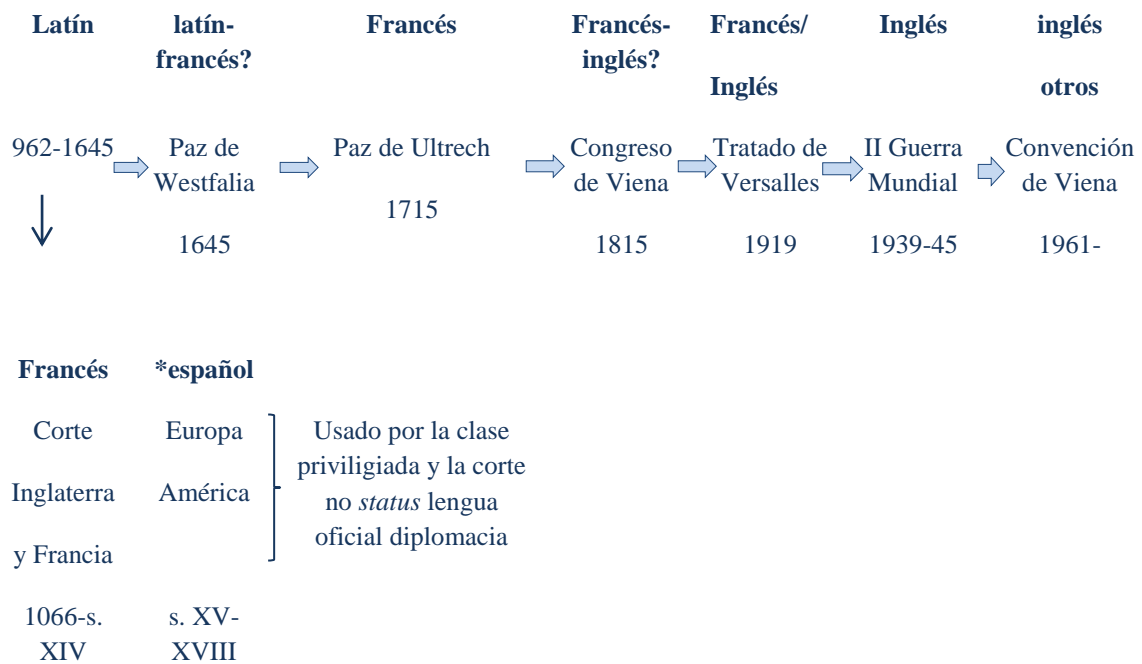 Latín
latín-
francés?
Francés
Francés-
inglés?
Francés/
Inglés
Inglés
inglés
otros
962-1645
Paz de
Westfalia
1645
Paz de Ultrech
1715
Congreso
de Viena
1815
Tratado de
Versalles
1919
II Guerra
Mundial
1939-45
Convención
de Viena
1961-
Francés
Corte
Inglaterra
y Francia
1066-s.
XIV
*español
Europa
América
s. XV-
XVIII
Usado por la clase
priviligiada y la corte
no status lengua
oficial diplomacia